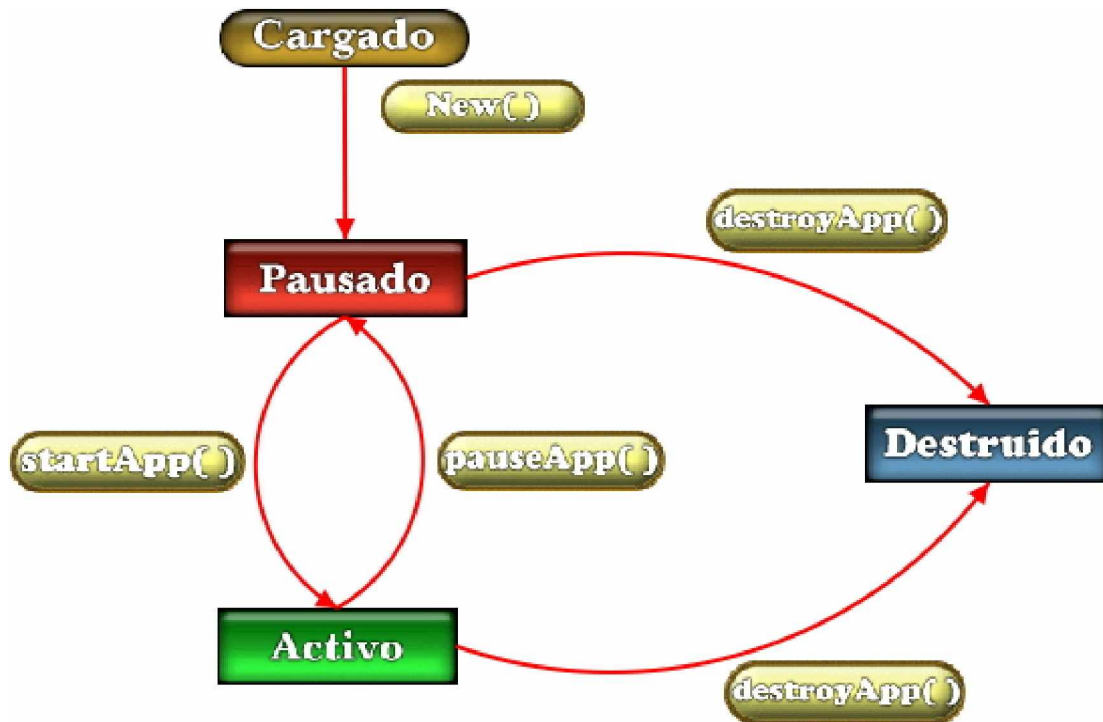 Cargado
New( )
destroyApp( )
Pausado
startApp( )
pauseApp( )
Destruido
Activo
destroyApp( )